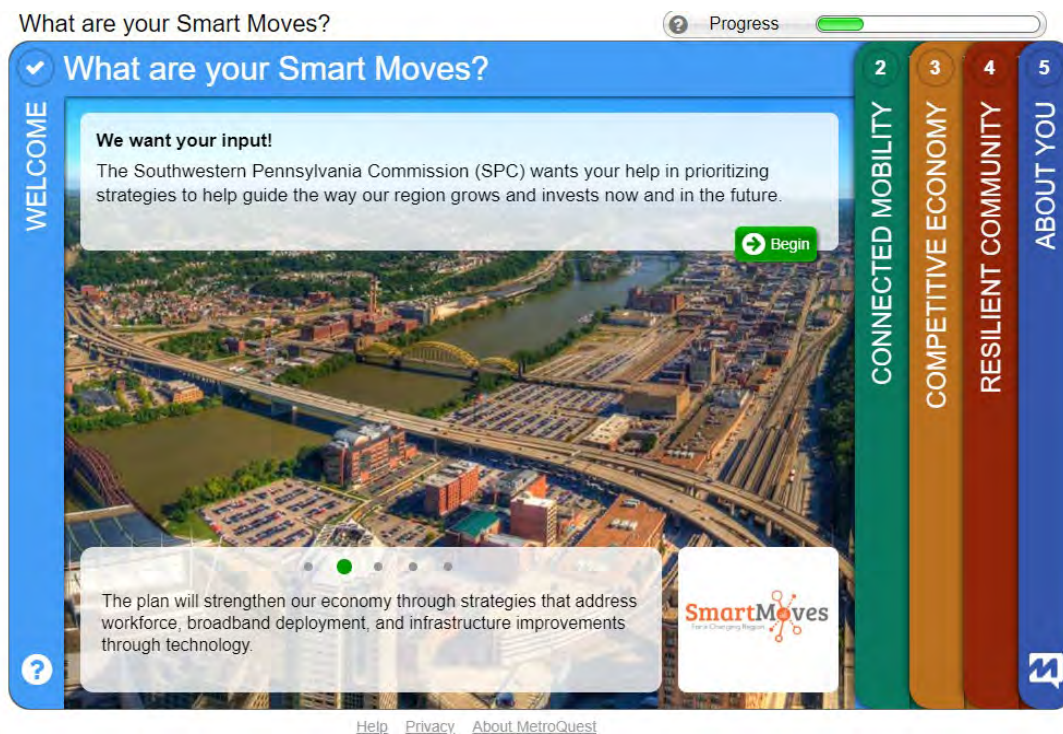 What are your Smart Moves?
Progress
What are your Smart Moves?
WELCOME
We want your input!
The Southwestern Pennsylvania Commission (SPC) wants your help in prioritizing
strategies to help guide the way our region grows and invests now and in the future.
Begin
The plan will strengthen our economy through strategies that address
workforce, broadband deployment, and infrastructure improvements
through technology.
SmartMoves
For a Changing Region
2
CONNECTED MOBILITY
3
COMPETITIVE ECONOMY
4
RESILIENT COMMUNITY
5
ABOUT YOU
Help Privacy About MetroQuest